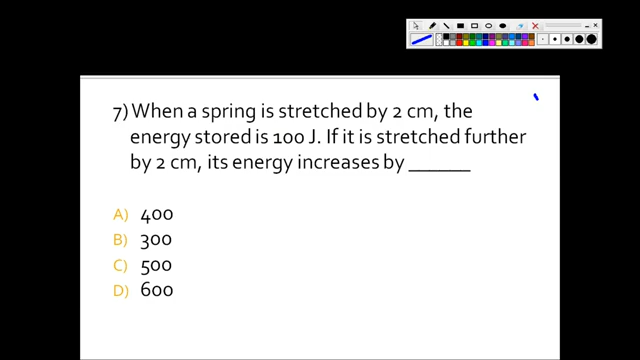 7) When a spring is stretched by 2 cm, the
energy stored is 100 J. If it is stretched further
by 2 cm, its energy increases by ______
A) 400
B) 300
C) 500
D) 600